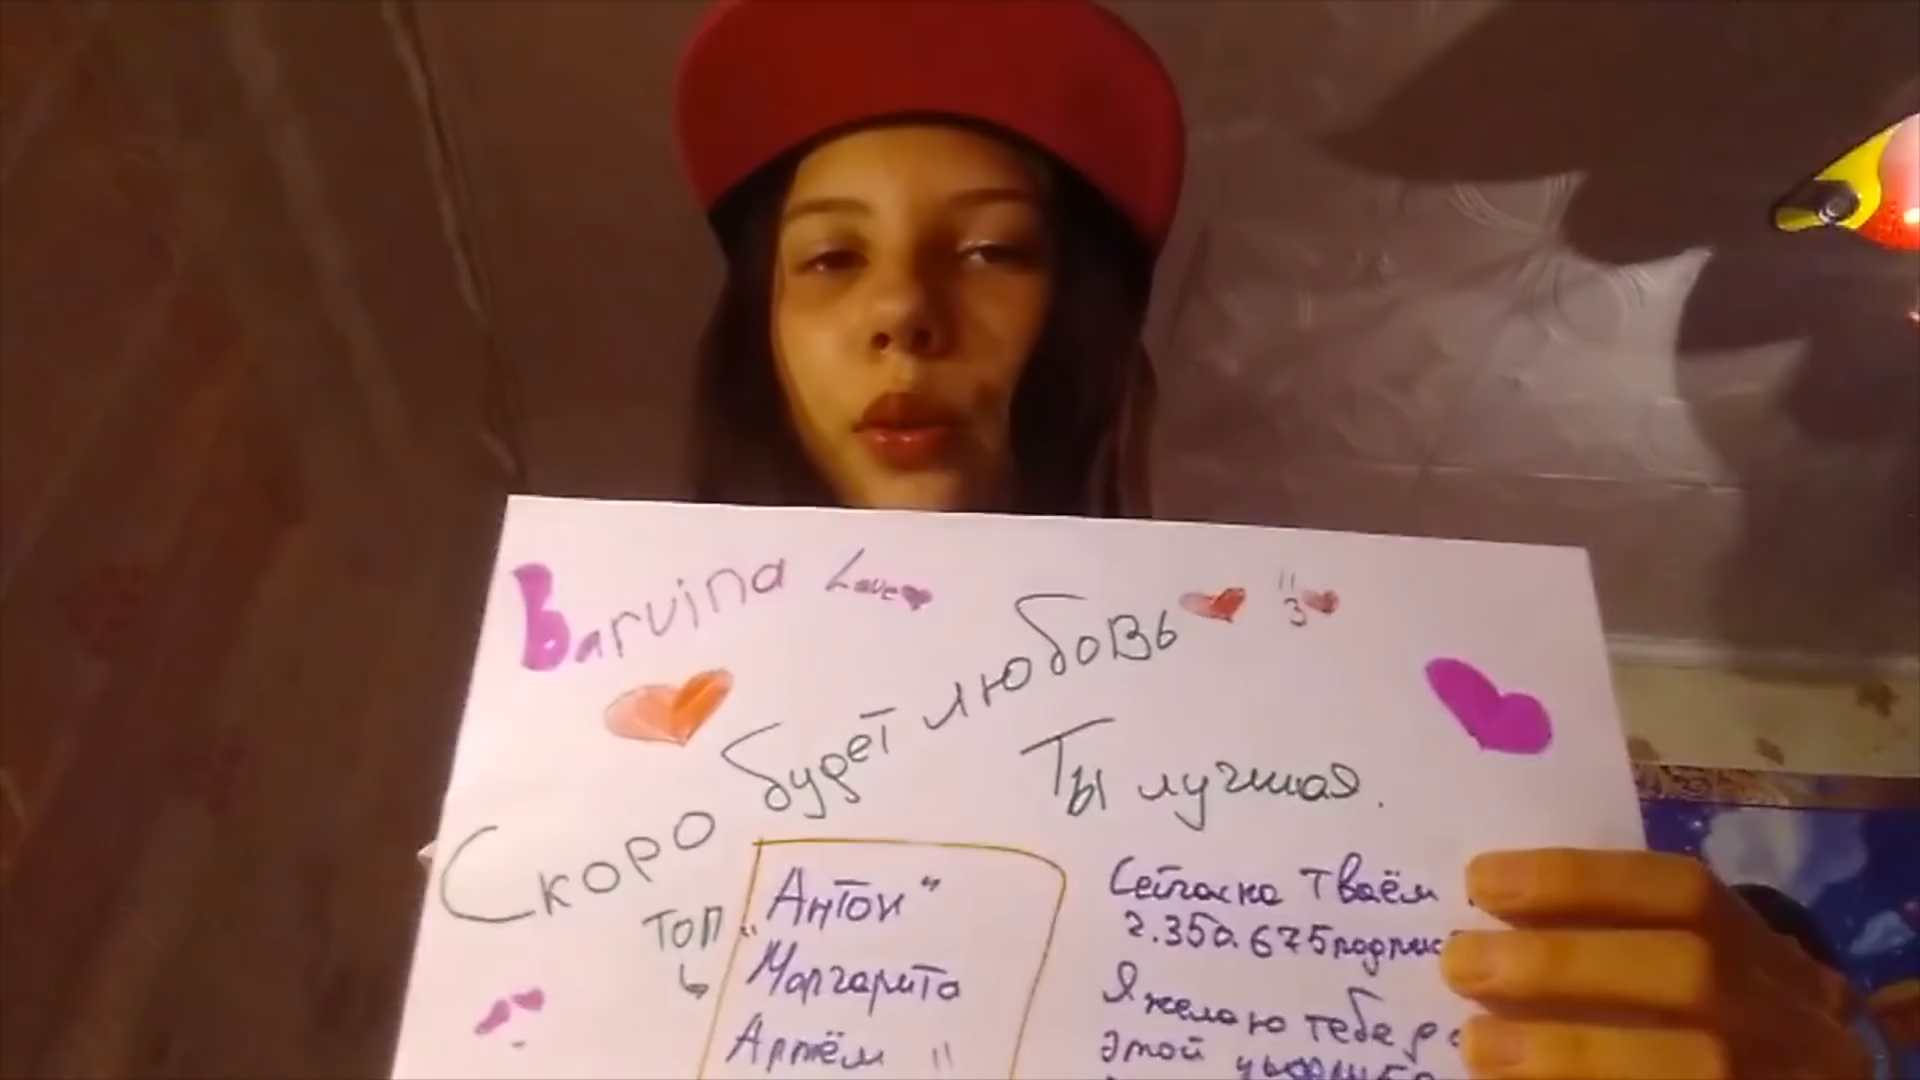 Barvina Love
Скоро будет любовь "3
Ты лучшая.
Топ
"Антон"
Маргарита
Артём "
Сейчас на твоём
2.350.675 подпис
Я желаю тебе
этой